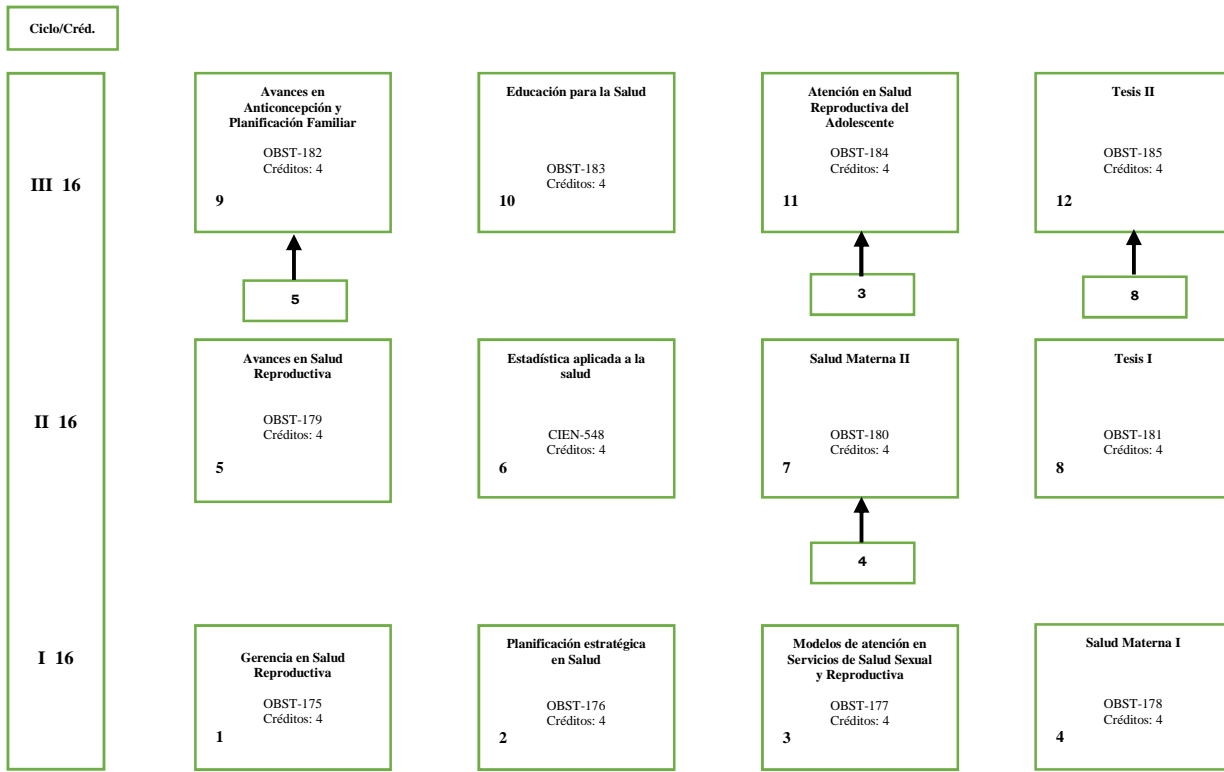 Ciclo/Créd.
III 16
Avances en
Anticoncepción y
Planificación Familiar
OBST-182
Créditos: 4
9
Educación para la Salud
OBST-183
Créditos: 4
10
Atención en Salud
Reproductiva del
Adolescente
OBST-184
Créditos: 4
11
Tesis II
OBST-185
Créditos: 4
12
5
3
8
II 16
Avances en Salud
Reproductiva
OBST-179
Créditos: 4
5
Estadística aplicada a la
salud
CIEN-548
Créditos: 4
6
Salud Materna II
OBST-180
Créditos: 4
7
Tesis I
OBST-181
Créditos: 4
8
4
I 16
Gerencia en Salud
Reproductiva
OBST-175
Créditos: 4
1
Planificación estratégica
en Salud
OBST-176
Créditos: 4
2
Modelos de atención en
Servicios de Salud Sexual
y Reproductiva
OBST-177
Créditos: 4
3
Salud Materna I
OBST-178
Créditos: 4
4